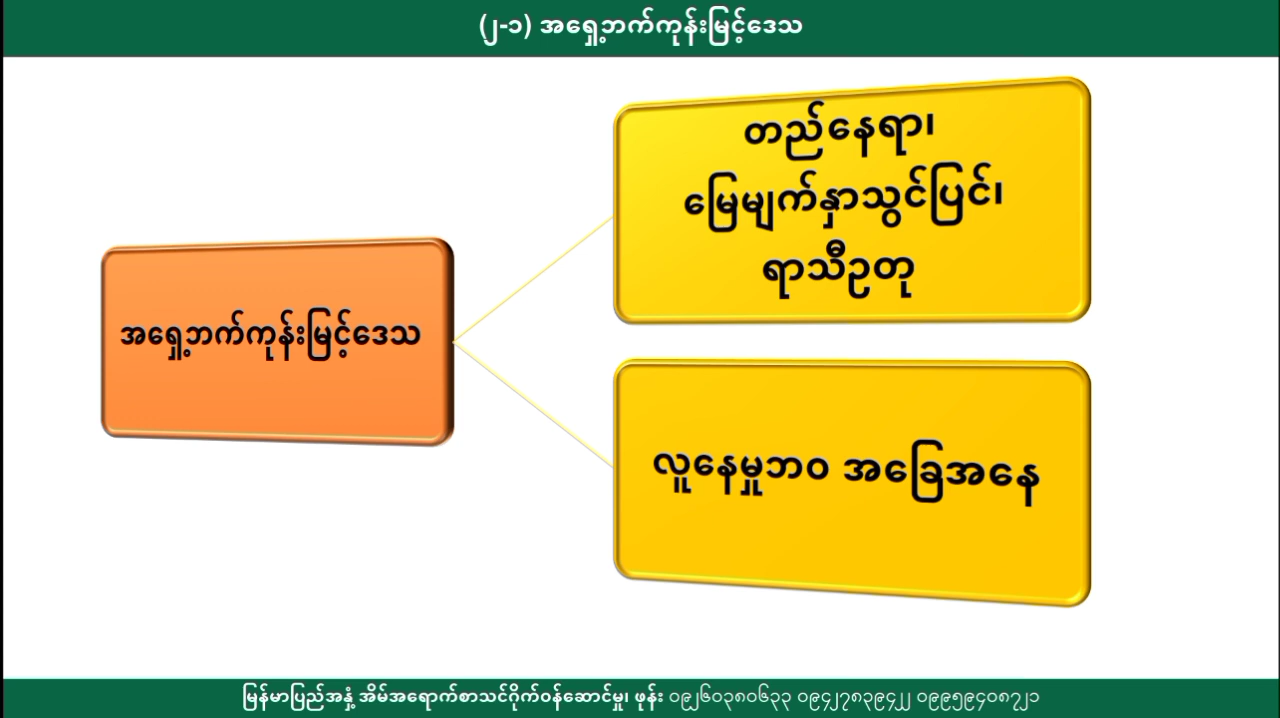 (၂-၁) အရှေ့ဘက်ကုန်းမြင့်ဒေသ
အရှေ့ဘက်ကုန်းမြင့်ဒေသ
တည်နေရာ၊
မြေမျက်နှာသွင်ပြင်၊
ရာသီဥတု
လူနေမှုဘဝ အခြေအနေ
မြန်မာပြည်အနှံ့ အိမ်အရောက်စာသင်ဂိုက်ဝန်ဆောင်မှု၊ ဖုန်း ၀၉၂၆၀၃၈၀၆၃၃ ၀၉၄၂၇၈၃၉၄၂၂ ၀၉၉၅၉၄၀၈၇၂၁